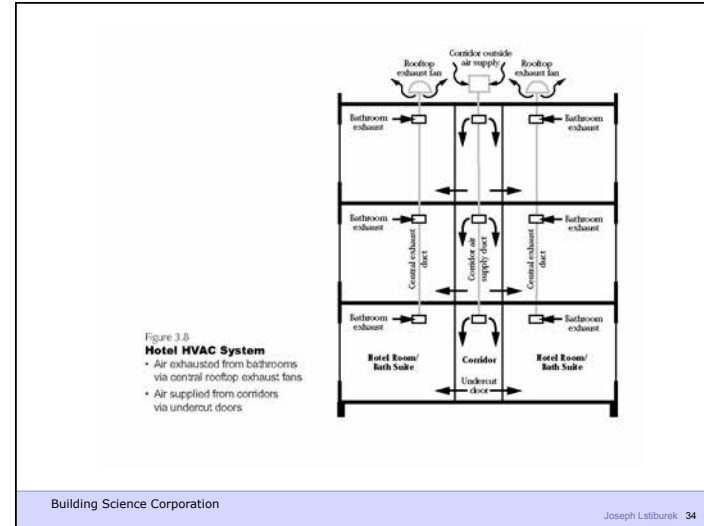 Corridor outside
air supply
Rooftop
exhaust fan
Rooftop
exhaust fan
Bathroom
exhaust
Bathroom
exhaust
Bathroom
exhaust
Bathroom
exhaust
Central exhaust
duct
Corridor air
supply duct
Central exhaust
duct
Bathroom
exhaust
Bathroom
exhaust
Hotel Room/
Bath Suite
Corridor
Hotel Room/
Bath Suite
Undercut
door
Figure 3.8
Hotel HVAC System
• Air exhausted from bathrooms
via central rooftop exhaust fans
• Air supplied from corridors
via undercut doors
Building Science Corporation
Joseph Lstiburek 34